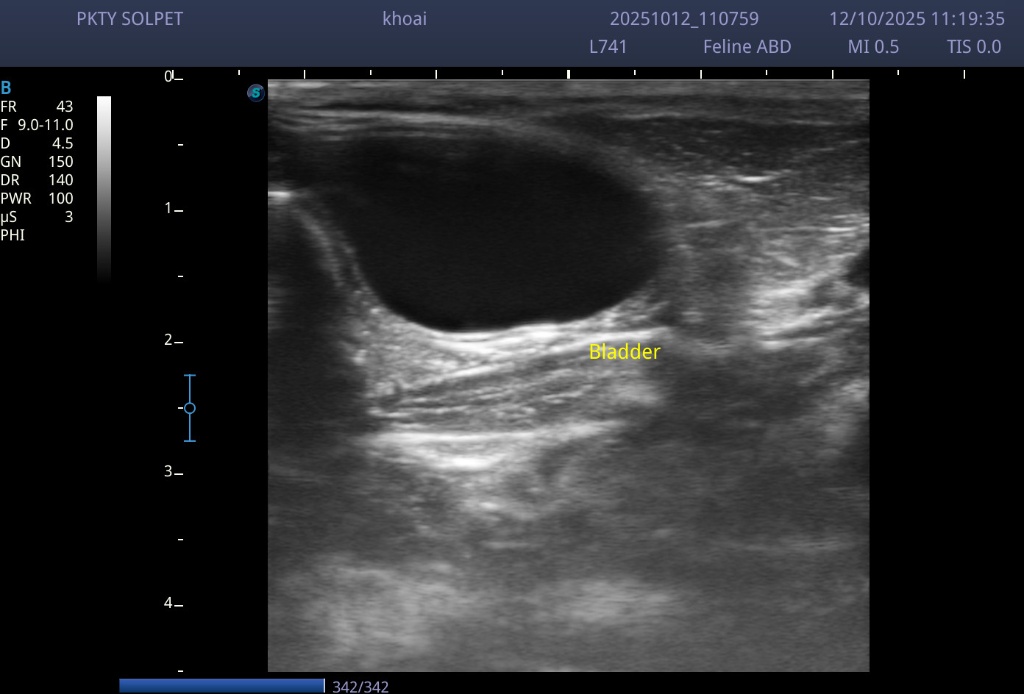 PKTY SOLPET khoai 20251012_110759 12/10/2025 11:19:35
L741 Feline ABD MI 0.5 TIS 0.0
B
FR 43
F 9.0-11.0
D 4.5
GN 150
DR 140
PWR 100
µS 3
PHI
S
0
1
2
3
4
Bladder
342/342